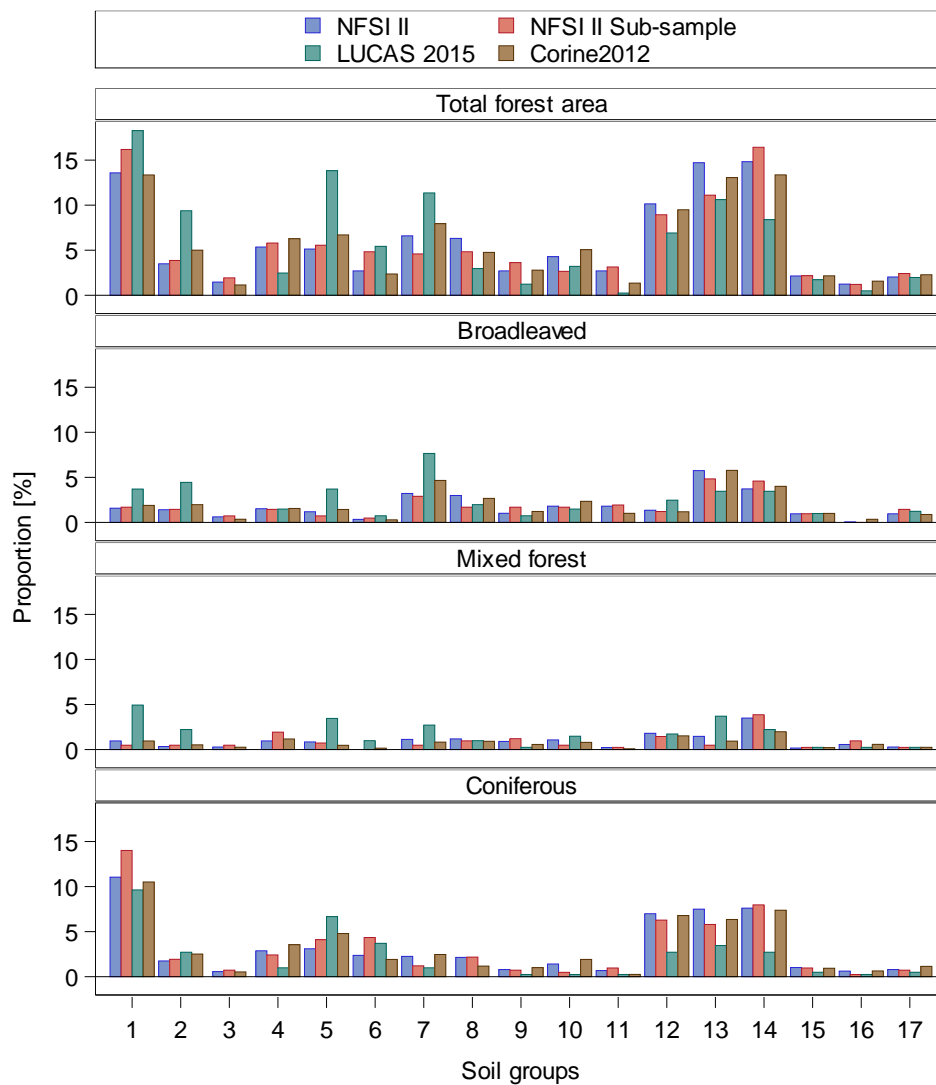 NFSI II NFSI II Sub-sample
LUCAS 2015 Corine2012
Total forest area
15
10
5
0
Broadleaved
15
10
5
0
Proportion [%]
Mixed forest
15
10
5
0
Coniferous
15
10
5
0
1 2 3 4 5 6 7 8 9 10 11 12 13 14 15 16 17
Soil groups